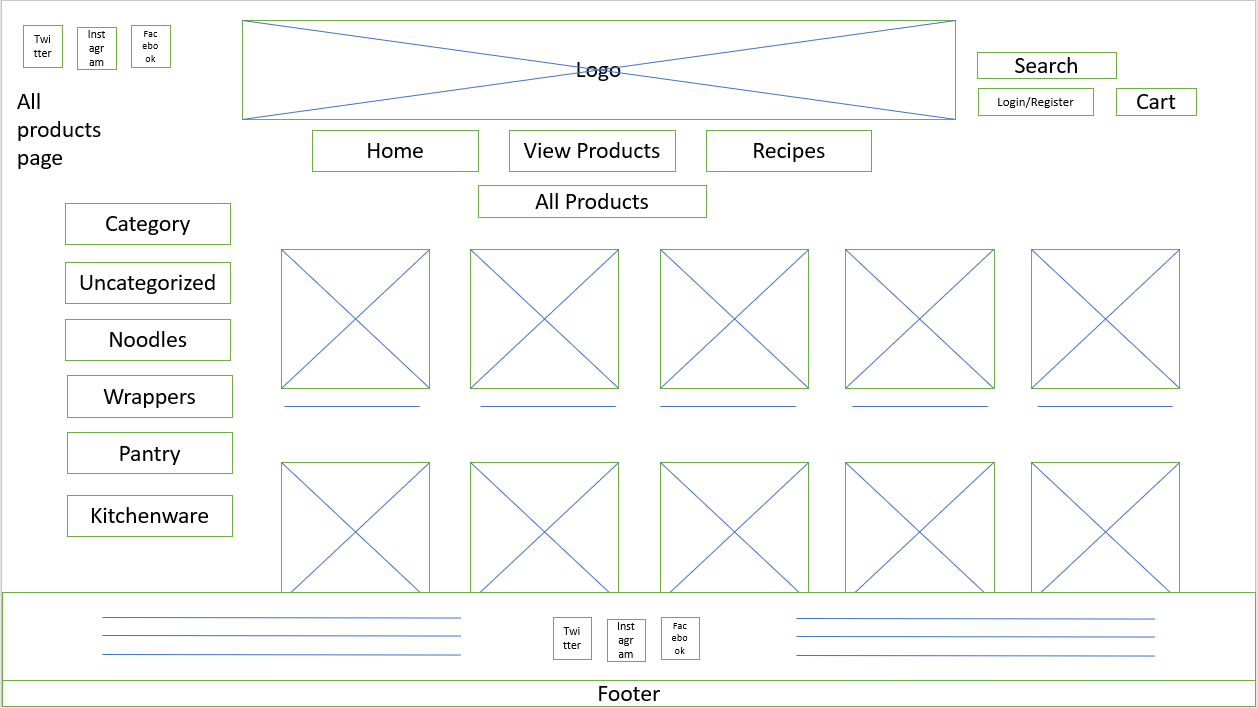 Twi
tter
Inst
agr
am
Fac
ebo
ok
Logo
Search
Login/Register
Cart
All
products
page
Home
View Products
Recipes
All Products
Category
Uncategorized
Noodles
Wrappers
Pantry
Kitchenware
Twi
tter
Inst
agr
am
Fac
ebo
ok
Footer